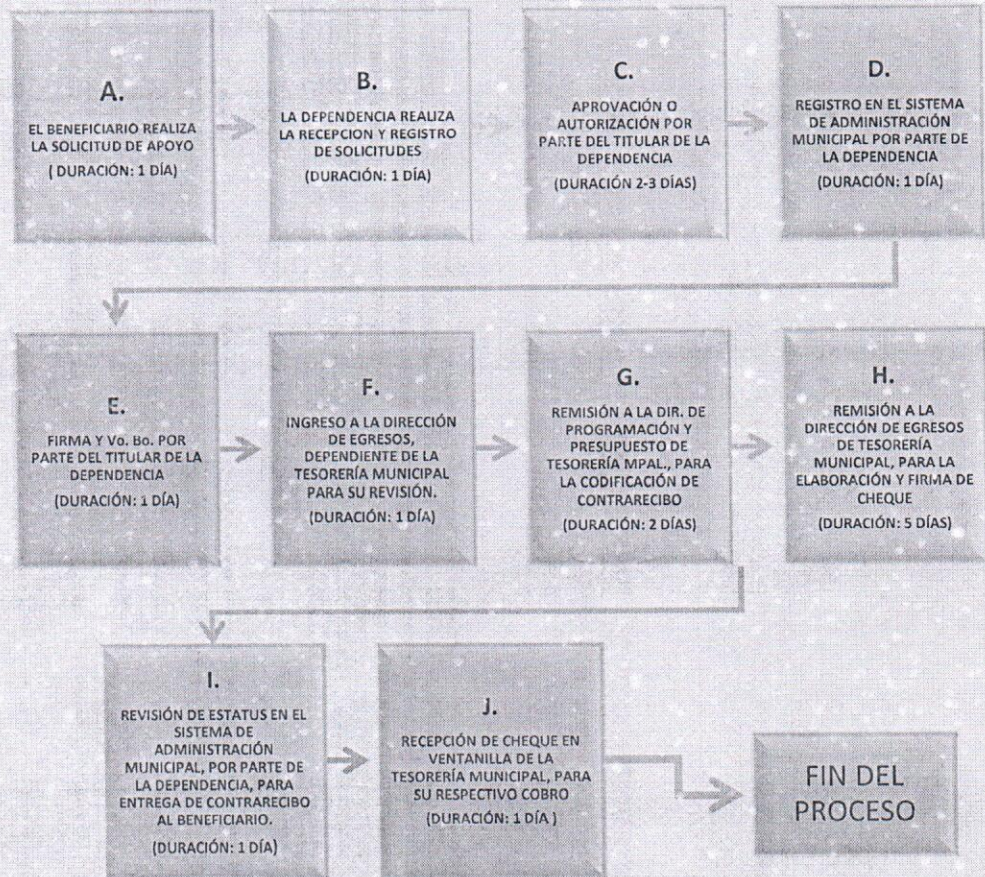 A.
EL BENEFICIARIO REALIZA
LA SOLICITUD DE APOYO
( DURACIÓN: 1 DÍA)
B.
LA DEPENDENCIA REALIZA
LA RECEPCION Y REGISTRO
DE SOLICITUDES
(DURACIÓN: 1 DÍA)
C.
APROVACIÓN O
AUTORIZACIÓN POR
PARTE DEL TITULAR DE LA
DEPENDENCIA
(DURACIÓN 2-3 DÍAS)
D.
REGISTRO EN EL SISTEMA
DE ADMINISTRACIÓN
MUNICIPAL POR PARTE DE
LA DEPENDENCIA
(DURACIÓN: 1 DÍA)
E.
FIRMA Y Vo. Bo. POR
PARTE DEL TITULAR DE LA
DEPENDENCIA
(DURACIÓN: 1 DÍA)
F.
INGRESO A LA DIRECCIÓN
DE EGRESOS,
DEPENDIENTE DE LA
TESORERÍA MUNICIPAL
PARA SU REVISIÓN.
(DURACIÓN: 1 DÍA)
G.
REMISIÓN A LA DIR. DE
PROGRAMACIÓN Y
PRESUPUESTO DE
TESORERÍA MPAL., PARA
LA CODIFICACIÓN DE
CONTRARECIBO
(DURACIÓN: 2 DÍAS)
H.
REMISIÓN A LA
DIRECCIÓN DE EGRESOS
DE TESORERÍA
MUNICIPAL, PARA LA
ELABORACIÓN Y FIRMA DE
CHEQUE
(DURACIÓN: 5 DÍAS)
I.
REVISIÓN DE ESTATUS EN EL
SISTEMA DE
ADMINISTRACIÓN
MUNICIPAL, POR PARTE DE
LA DEPENDENCIA, PARA
ENTREGA DE CONTRARECIBO
AL BENEFICIARIO.
(DURACIÓN: 1 DÍA)
J.
RECEPCIÓN DE CHEQUE EN
VENTANILLA DE LA
TESORERÍA MUNICIPAL, PARA
SU RESPECTIVO COBRO
(DURACIÓN: 1 DÍA )
FIN DEL
PROCESO